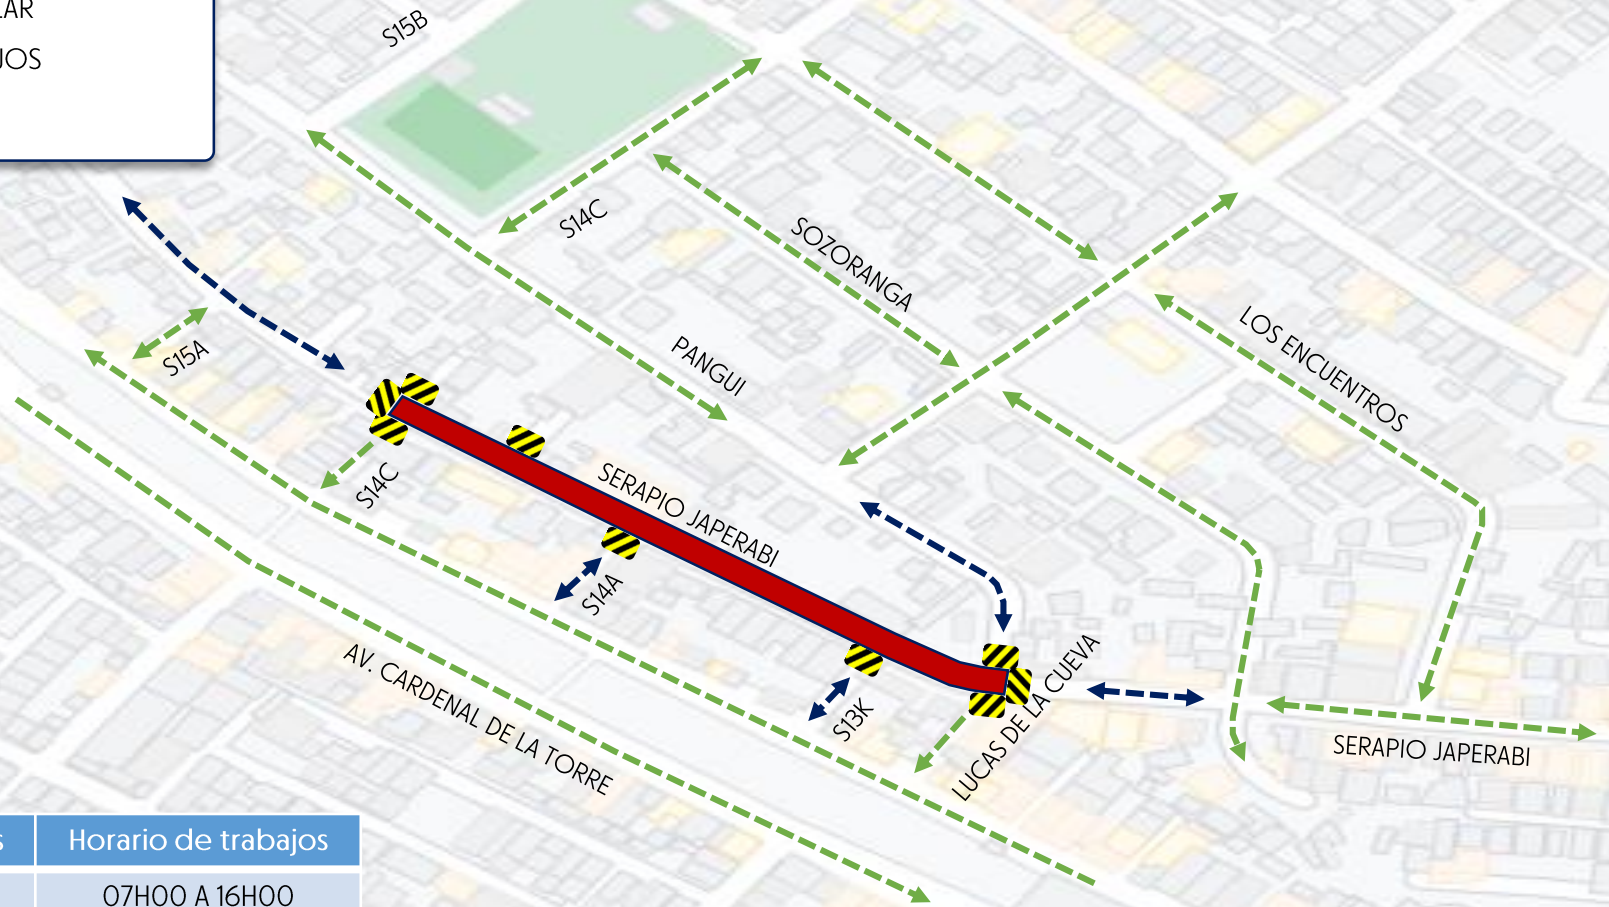 S15B
S14C
SOZORANGA
LOS ENCUENTROS
PANGUI
S15A
S14C
SERAPIO JAPERABI
S14A
S13K
LUCAS DE LA CUEVA
SERAPIO JAPERABI
AV. CARDENAL DE LA TORRE
Horario de trabajos
07H00 A 16H00